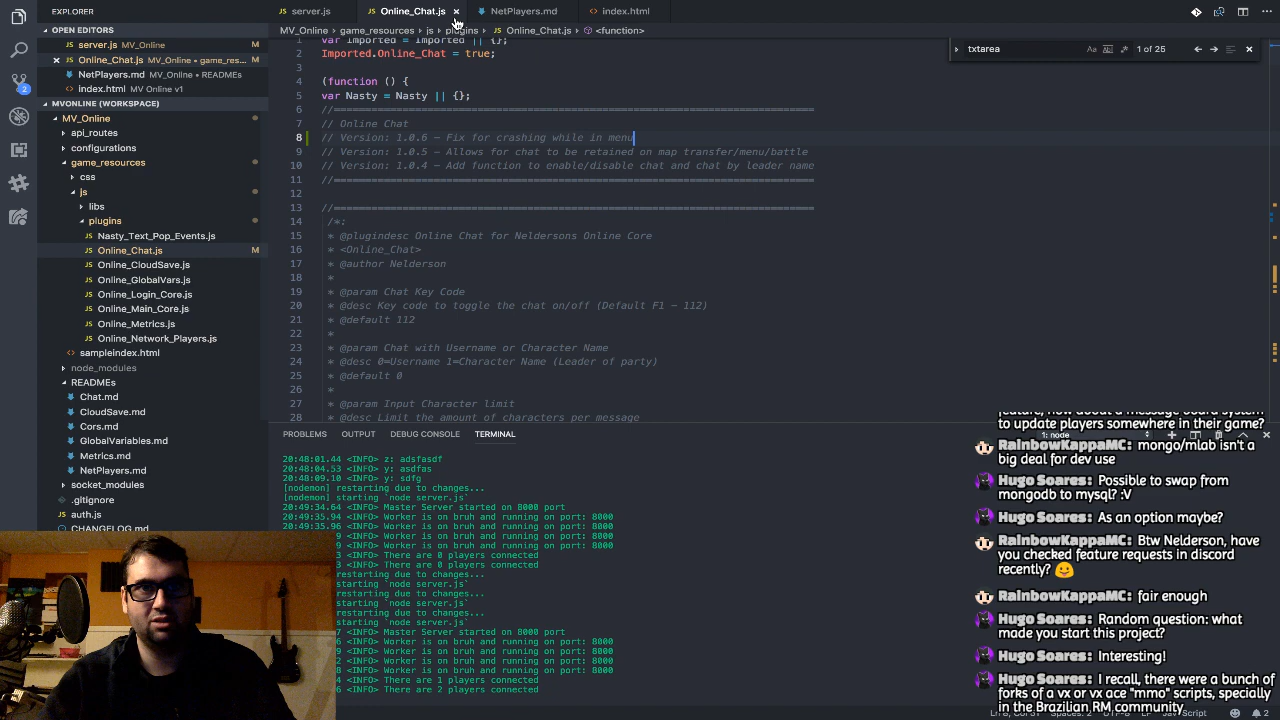 EXPLORER
OPEN EDITORS
server.js MV_Online M
Online_Chat.js MV_Online • game_res... M
NetPlayers.md MV_Online • READMEs
index.html MV Online v1
MVONLINE (WORKSPACE)
MV_Online
api_routes
configurations
game_resources
css
js
libs
plugins
Nasty_Text_Pop_Events.js
Online_Chat.js M
Online_CloudSave.js
Online_GlobalVars.js
Online_Login_Core.js
Online_Main_Core.js
Online_Metrics.js
Online_Network_Players.js
sampleindex.html
node_modules
READMEs
Chat.md
CloudSave.md
Cors.md
GlobalVariables.md
Metrics.md
NetPlayers.md
socket_modules
.gitignore
auth.js
CHANGELOG.md
2
server.js
Online_Chat.js
NetPlayers.md
index.html
MV_Online › game_resources › js › plugins › Online_Chat.js › <function>
txtarea
1 of 25
1 var Imported = Imported || {};
2 Imported.Online_Chat = true;
3
4 (function () {
5 var Nasty = Nasty || {};
6 //=============================================================================
7 // Online Chat
8 // Version: 1.0.6 - Fix for crashing while in menu
9 // Version: 1.0.5 - Allows for chat to be retained on map transfer/menu/battle
10 // Version: 1.0.4 - Add function to enable/disable chat and chat by leader name
11 //=============================================================================
12
13 //=============================================================================
14 /*:
15 * @plugindesc Online Chat for Neldersons Online Core
16 * <Online_Chat>
17 * @author Nelderson
18 *
19 * @param Chat Key Code
20 * @desc Key code to toggle the chat on/off (Default F1 - 112)
21 * @default 112
22 *
23 * @param Chat with Username or Character Name
24 * @desc 0=Username 1=Character Name (Leader of party)
25 * @default 0
26 *
27 * @param Input Character limit
28 * @desc Limit the amount of characters per message
PROBLEMS
OUTPUT
DEBUG CONSOLE
TERMINAL
1: node
20:48:01.44 <INFO> z: adsfasdf
20:48:04.53 <INFO> y: asdfas
20:48:09.10 <INFO> y: sdfg
[nodemon] restarting due to changes...
[nodemon] starting `node server.js`
20:49:34.64 <INFO> Master Server started on 8000 port
20:49:35.94 <INFO> Worker is on bruh and running on port: 8000
20:49:35.96 <INFO> Worker is on bruh and running on port: 8000
9 <INFO> Worker is on bruh and running on port: 8000
3 <INFO> Worker is on bruh and running on port: 8000
3 <INFO> There are 0 players connected
3 <INFO> There are 0 players connected
restarting due to changes...
starting `node server.js`
restarting due to changes...
starting `node server.js`
restarting due to changes...
starting `node server.js`
7 <INFO> Master Server started on 8000 port
6 <INFO> Worker is on bruh and running on port: 8000
9 <INFO> Worker is on bruh and running on port: 8000
2 <INFO> Worker is on bruh and running on port: 8000
8 <INFO> Worker is on bruh and running on port: 8000
4 <INFO> There are 1 players connected
6 <INFO> There are 2 players connected
feature, how about a message board system
to update players somewhere in their game?
RainbowKappaMC: mongo/mlab isn't a
big deal for dev use
Hugo Soares: Possible to swap from
mongodb to mysql? :V
Hugo Soares: As an option maybe?
RainbowKappaMC: Btw Nelderson, have
you checked feature requests in discord
recently?
RainbowKappaMC: fair enough
Hugo Soares: Random question: what
made you start this project?
Hugo Soares: Interesting!
Hugo Soares: I recall, there were a bunch of
forks of a vx or vx ace "mmo" scripts, specially
in the Brazilian RM community
JavaScript
2